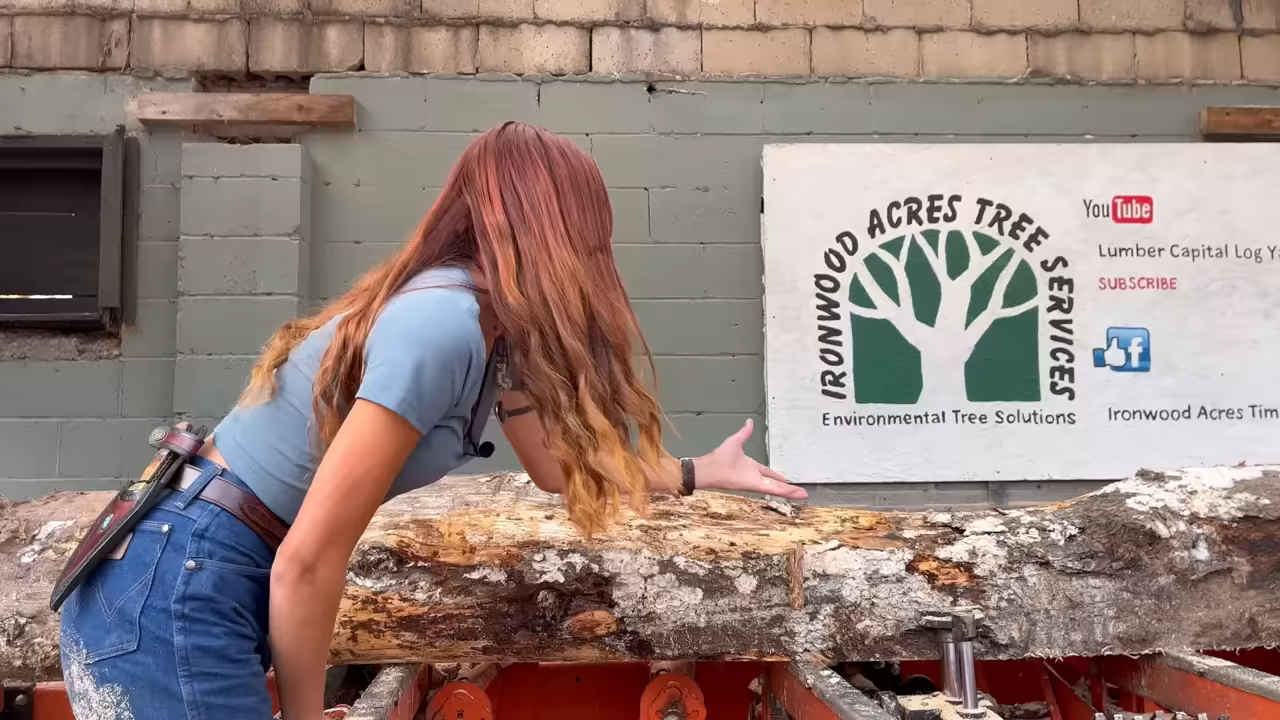 IRONWOOD ACRES TREE SERVICES
Environmental Tree Solutions
YouTube
Lumber Capital Log
SUBSCRIBE
f
Ironwood Acres